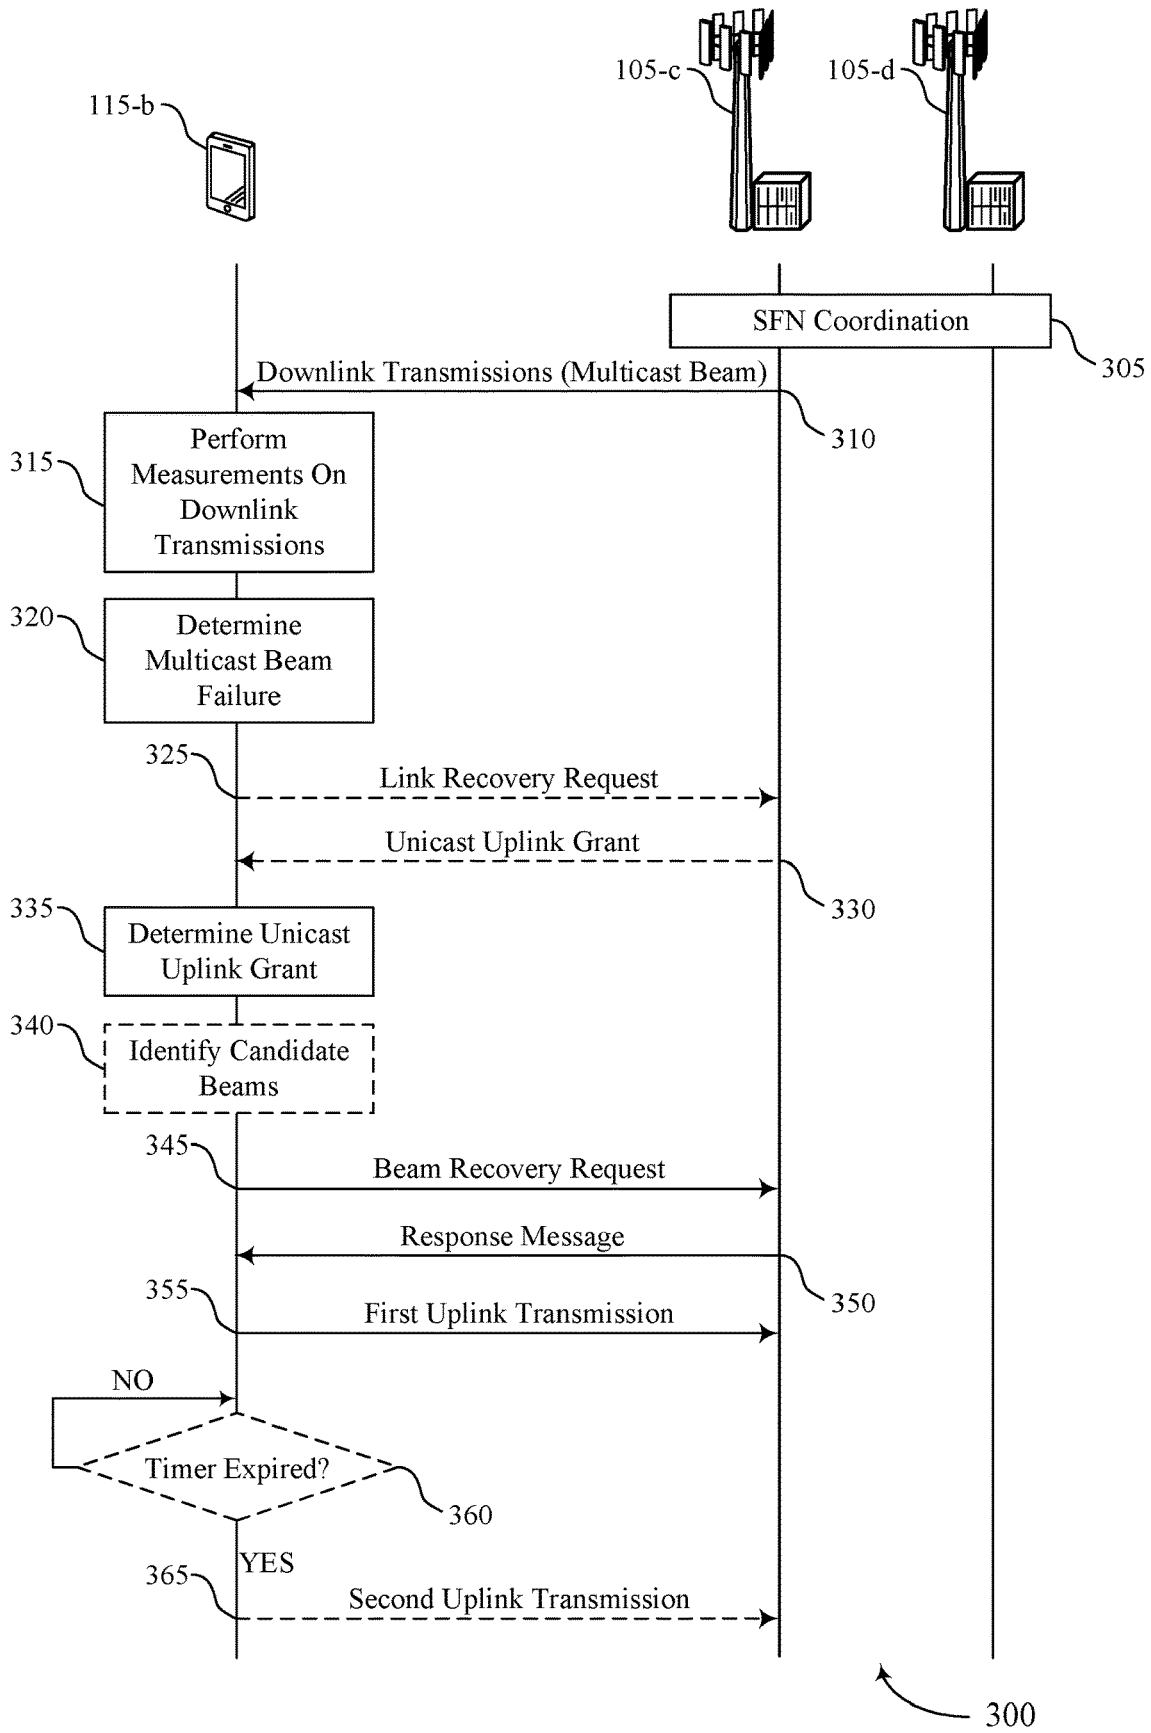 105-c
105-d
115-b
SFN Coordination
305
Downlink Transmissions (Multicast Beam)
310
315
Perform
Measurements On
Downlink
Transmissions
320
Determine
Multicast Beam
Failure
325
Link Recovery Request
Unicast Uplink Grant
330
335
Determine Unicast
Uplink Grant
340
Identify Candidate
Beams
345
Beam Recovery Request
Response Message
350
355
First Uplink Transmission
NO
Timer Expired?
360
YES
365
Second Uplink Transmission
300